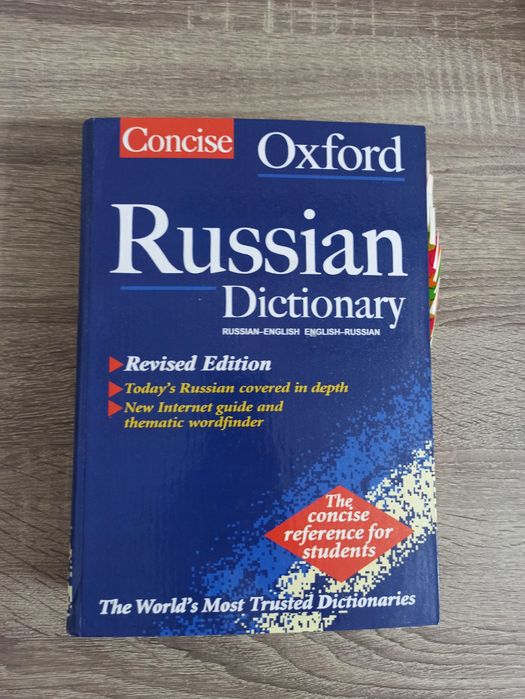 Concise Oxford
Russian
Dictionary
RUSSIAN–ENGLISH ENGLISH–RUSSIAN
Revised Edition
Today's Russian covered in depth
New Internet guide and
thematic wordfinder
The
concise
reference for
students
The World's Most Trusted Dictionaries